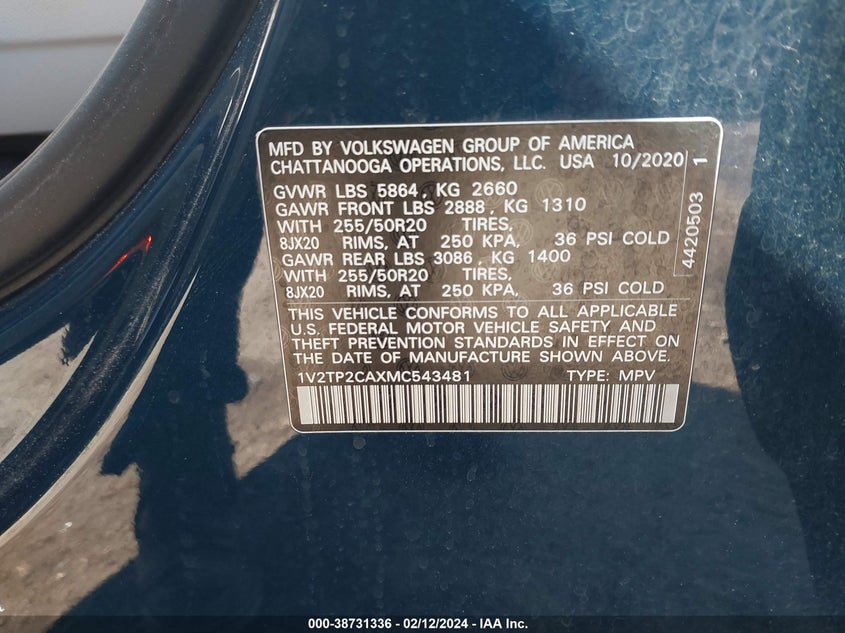 MFD BY VOLKSWAGEN GROUP OF AMERICA
CHATTANOOGA OPERATIONS, LLC. USA 10/2020
GVWR LBS 5864, KG 2660
GAWR FRONT LBS 2888, KG 1310
WITH 255/50R20 TIRES,
8JX20 RIMS, AT 250 KPA, 36 PSI COLD
GAWR REAR LBS 3086, KG 1400
WITH 255/50R20 TIRES,
8JX20 RIMS, AT 250 KPA, 36 PSI COLD
THIS VEHICLE CONFORMS TO ALL APPLICABLE
U.S. FEDERAL MOTOR VEHICLE SAFETY AND
THEFT PREVENTION STANDARDS IN EFFECT ON
THE DATE OF MANUFACTURE SHOWN ABOVE.
1V2TP2CAXMC543481 TYPE: MPV
4420503 1
000-38731336 - 02/12/2024 - IAA Inc.